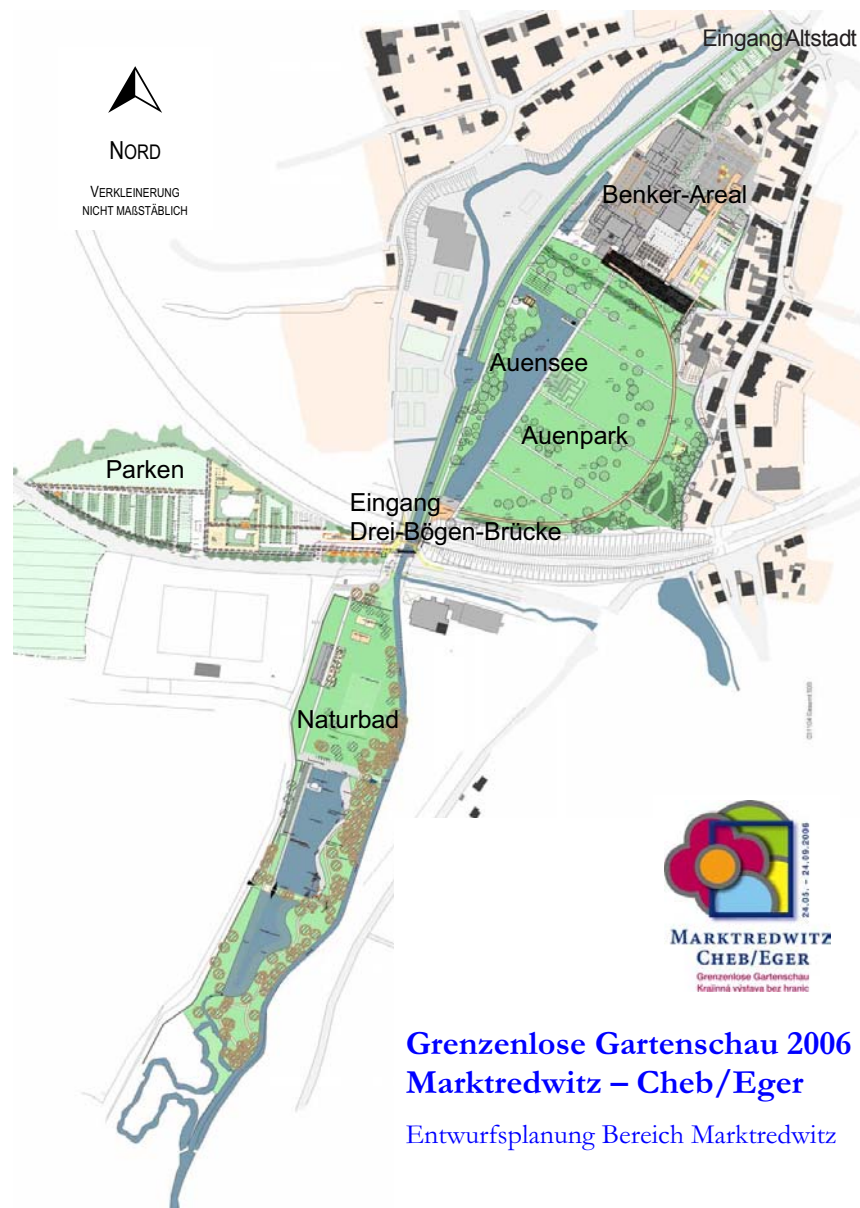 Eingang Altstadt
NORD
VERKLEINERUNG
NICHT MAßSTÄBLICH
Benker-Areal
Auensee
Auenpark
Parken
Eingang
Drei-Bögen-Brücke
Naturbad
24.05. – 24.09.2006
MARKTREDWITZ
CHEB/EGER
Grenzenlose Gartenschau
Krajinná výstava bez hranic
Grenzenlose Gartenschau 2006
Marktredwitz – Cheb/Eger
Entwurfsplanung Bereich Marktredwitz